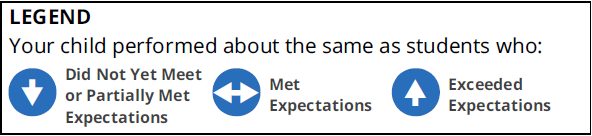 LEGEND
Your child performed about the same as students who:
Did Not Yet Meet
or Partially Met
Expectations
Met
Expectations
Exceeded
Expectations